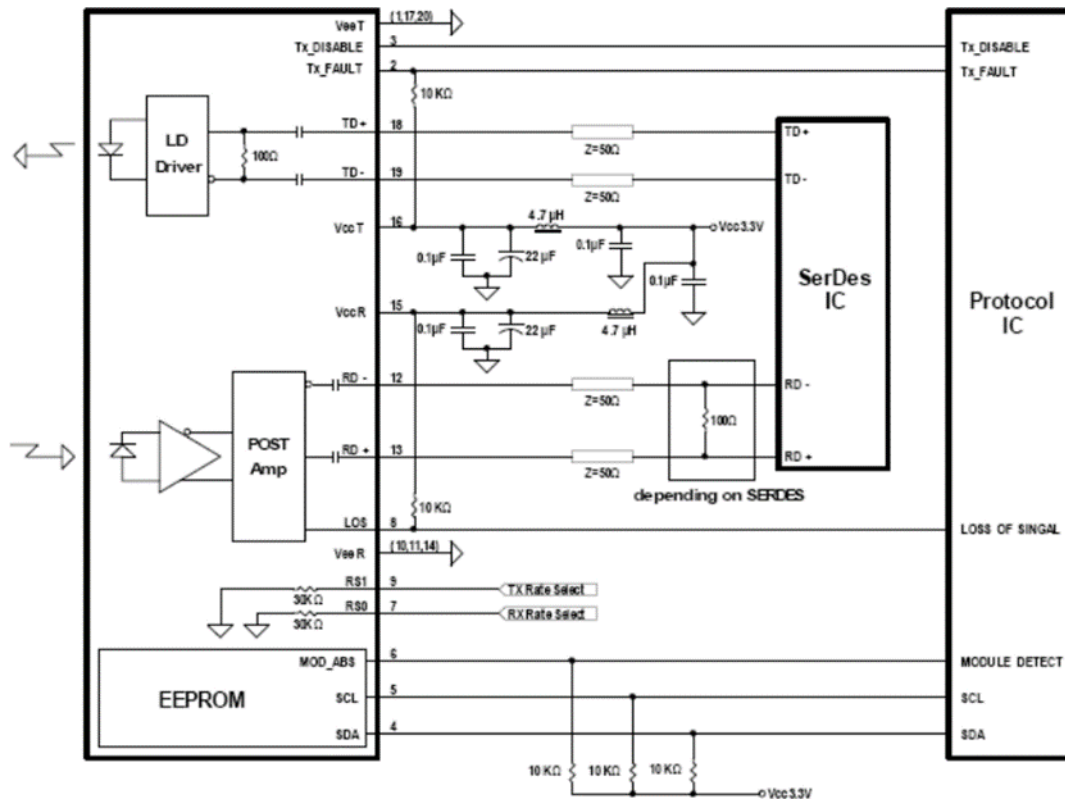 VeeT (1,17,20)
Tx_DISABLE 3 Tx_DISABLE
Tx_FAULT 2 Tx_FAULT
10 KΩ
LD
Driver
100Ω
TD+ 18 Z=50Ω TD+
TD- 19 Z=50Ω TD-
VccT 16 4.7 µH Vcc3.3V
0.1µF 22 µF 0.1µF
0.1µF
SerDes
IC
Protocol
IC
VccR 15
0.1µF 22 µF 4.7 µH
RD - 12 Z=50Ω RD -
POST
Amp
100Ω
RD + 13 Z=50Ω RD +
depending on SERDES
10 KΩ
LOS 8 LOSS OF SINGAL
VeeR (10,11,14)
RS1 9 TX Rate Select
30KΩ
RS0 7 RX Rate Select
30KΩ
MOD_ABS 6 MODULE DETECT
EEPROM
SCL 5 SCL
SDA 4 SDA
10 KΩ 10 KΩ 10 KΩ
Vcc3.3V